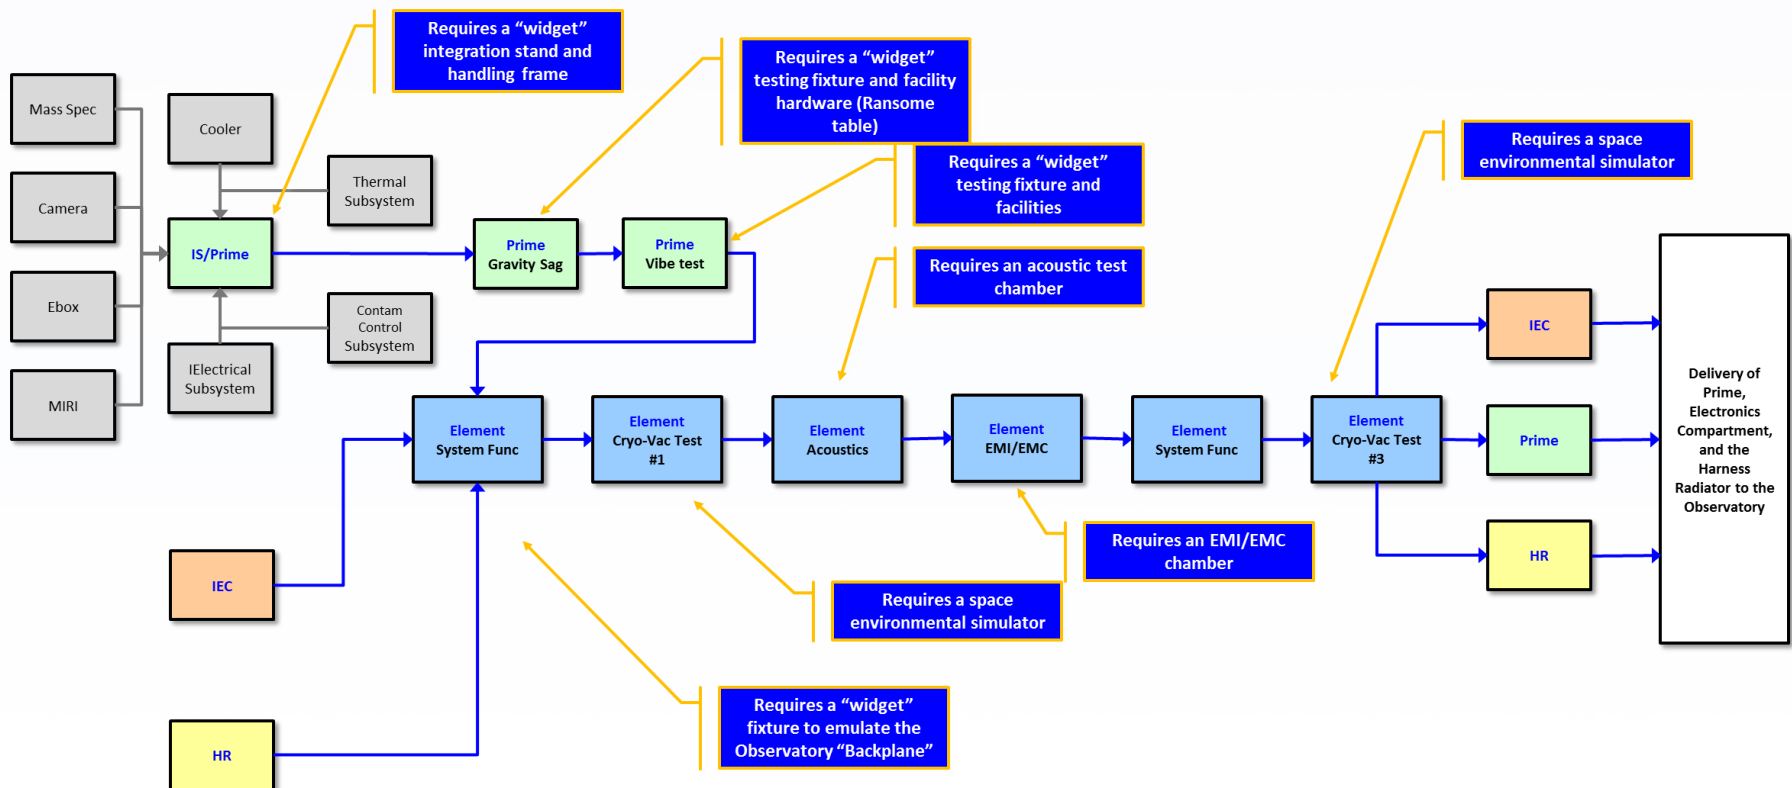 Requires a “widget”
integration stand and
handling frame
Requires a “widget”
testing fixture and facility
hardware (Ransome
table)
Requires a “widget”
testing fixture and
facilities
Requires a space
environmental simulator
Mass Spec
Camera
Ebox
MIRI
Cooler
Thermal
Subsystem
IS/Prime
Contam
Control
Subsystem
IElectrical
Subsystem
Prime
Gravity Sag
Prime
Vibe test
Requires an acoustic test
chamber
Element
System Func
Element
Cryo-Vac Test
#1
Element
Acoustics
Element
EMI/EMC
Element
System Func
Element
Cryo-Vac Test
#3
IEC
Prime
HR
Delivery of
Prime,
Electronics
Compartment,
and the
Harness
Radiator to the
Observatory
IEC
HR
Requires an EMI/EMC
chamber
Requires a space
environmental simulator
Requires a “widget”
fixture to emulate the
Observatory “Backplane”